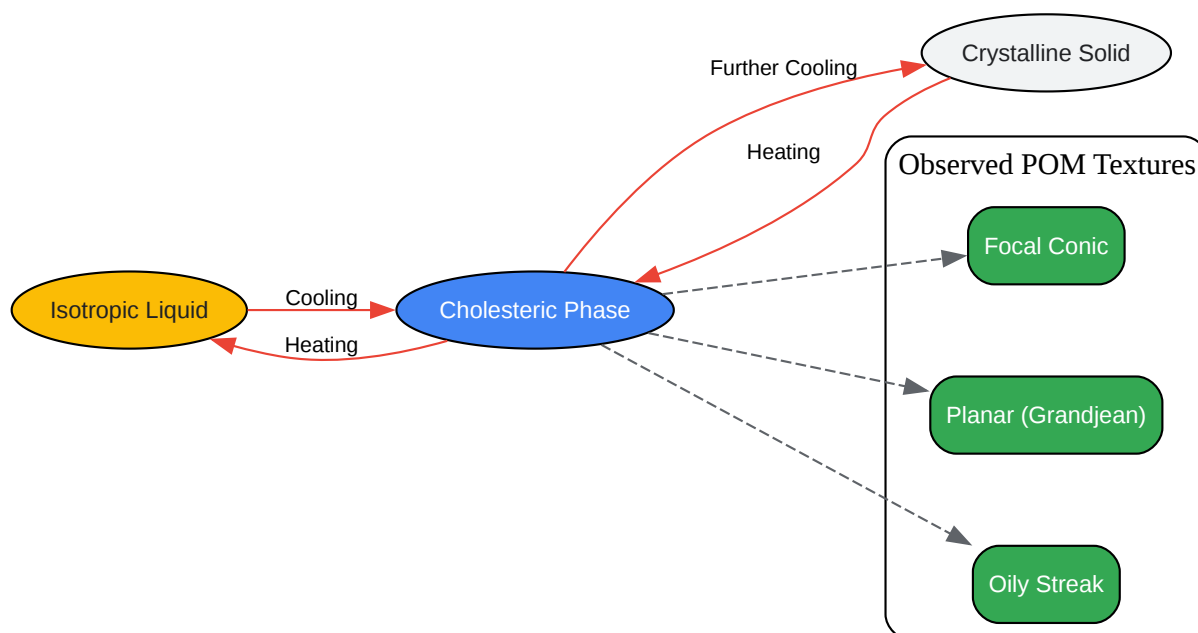 Crystalline Solid
Further Cooling
Heating
Observed POM Textures
Focal Conic
Isotropic Liquid
Cooling
Cholesteric Phase
Heating
Planar (Grandjean)
Oily Streak